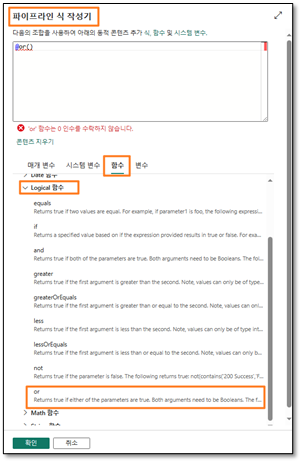 파이프라인 식 작성기
다음의 조합을 사용하여 아래의 동적 콘텐츠 추가 식, 함수 및 시스템 변수.
@or()
'or' 함수는 0 인수를 수락하지 않습니다.
콘텐츠 지우기
매개 변수 시스템 변수 함수 변수
Date 함수
Logical 함수
equals
Returns true if two values are equal. For example, if parameter1 is foo, the following expressi...
if
Returns a specified value based on if the expression provided results in true or false. For exa...
and
Returns true if both of the parameters are true. Both arguments need to be Booleans. The fol...
greater
Returns true if the first argument is greater than the second. Note, values can only be of type...
greaterOrEquals
Returns true if the first argument is greater than or equal to the second. Note, values can onl...
less
Returns true if the first argument is less than the second. Note, values can only be of type int...
lessOrEquals
Returns true if the first argument is less than or equal to the second. Note, values can only b...
not
Returns true if the parameter is false. The following returns true: not(contains('200 Success','F...
or
Returns true if either of the parameters are true. Both arguments need to be Booleans. The f...
Math 함수
확인 취소